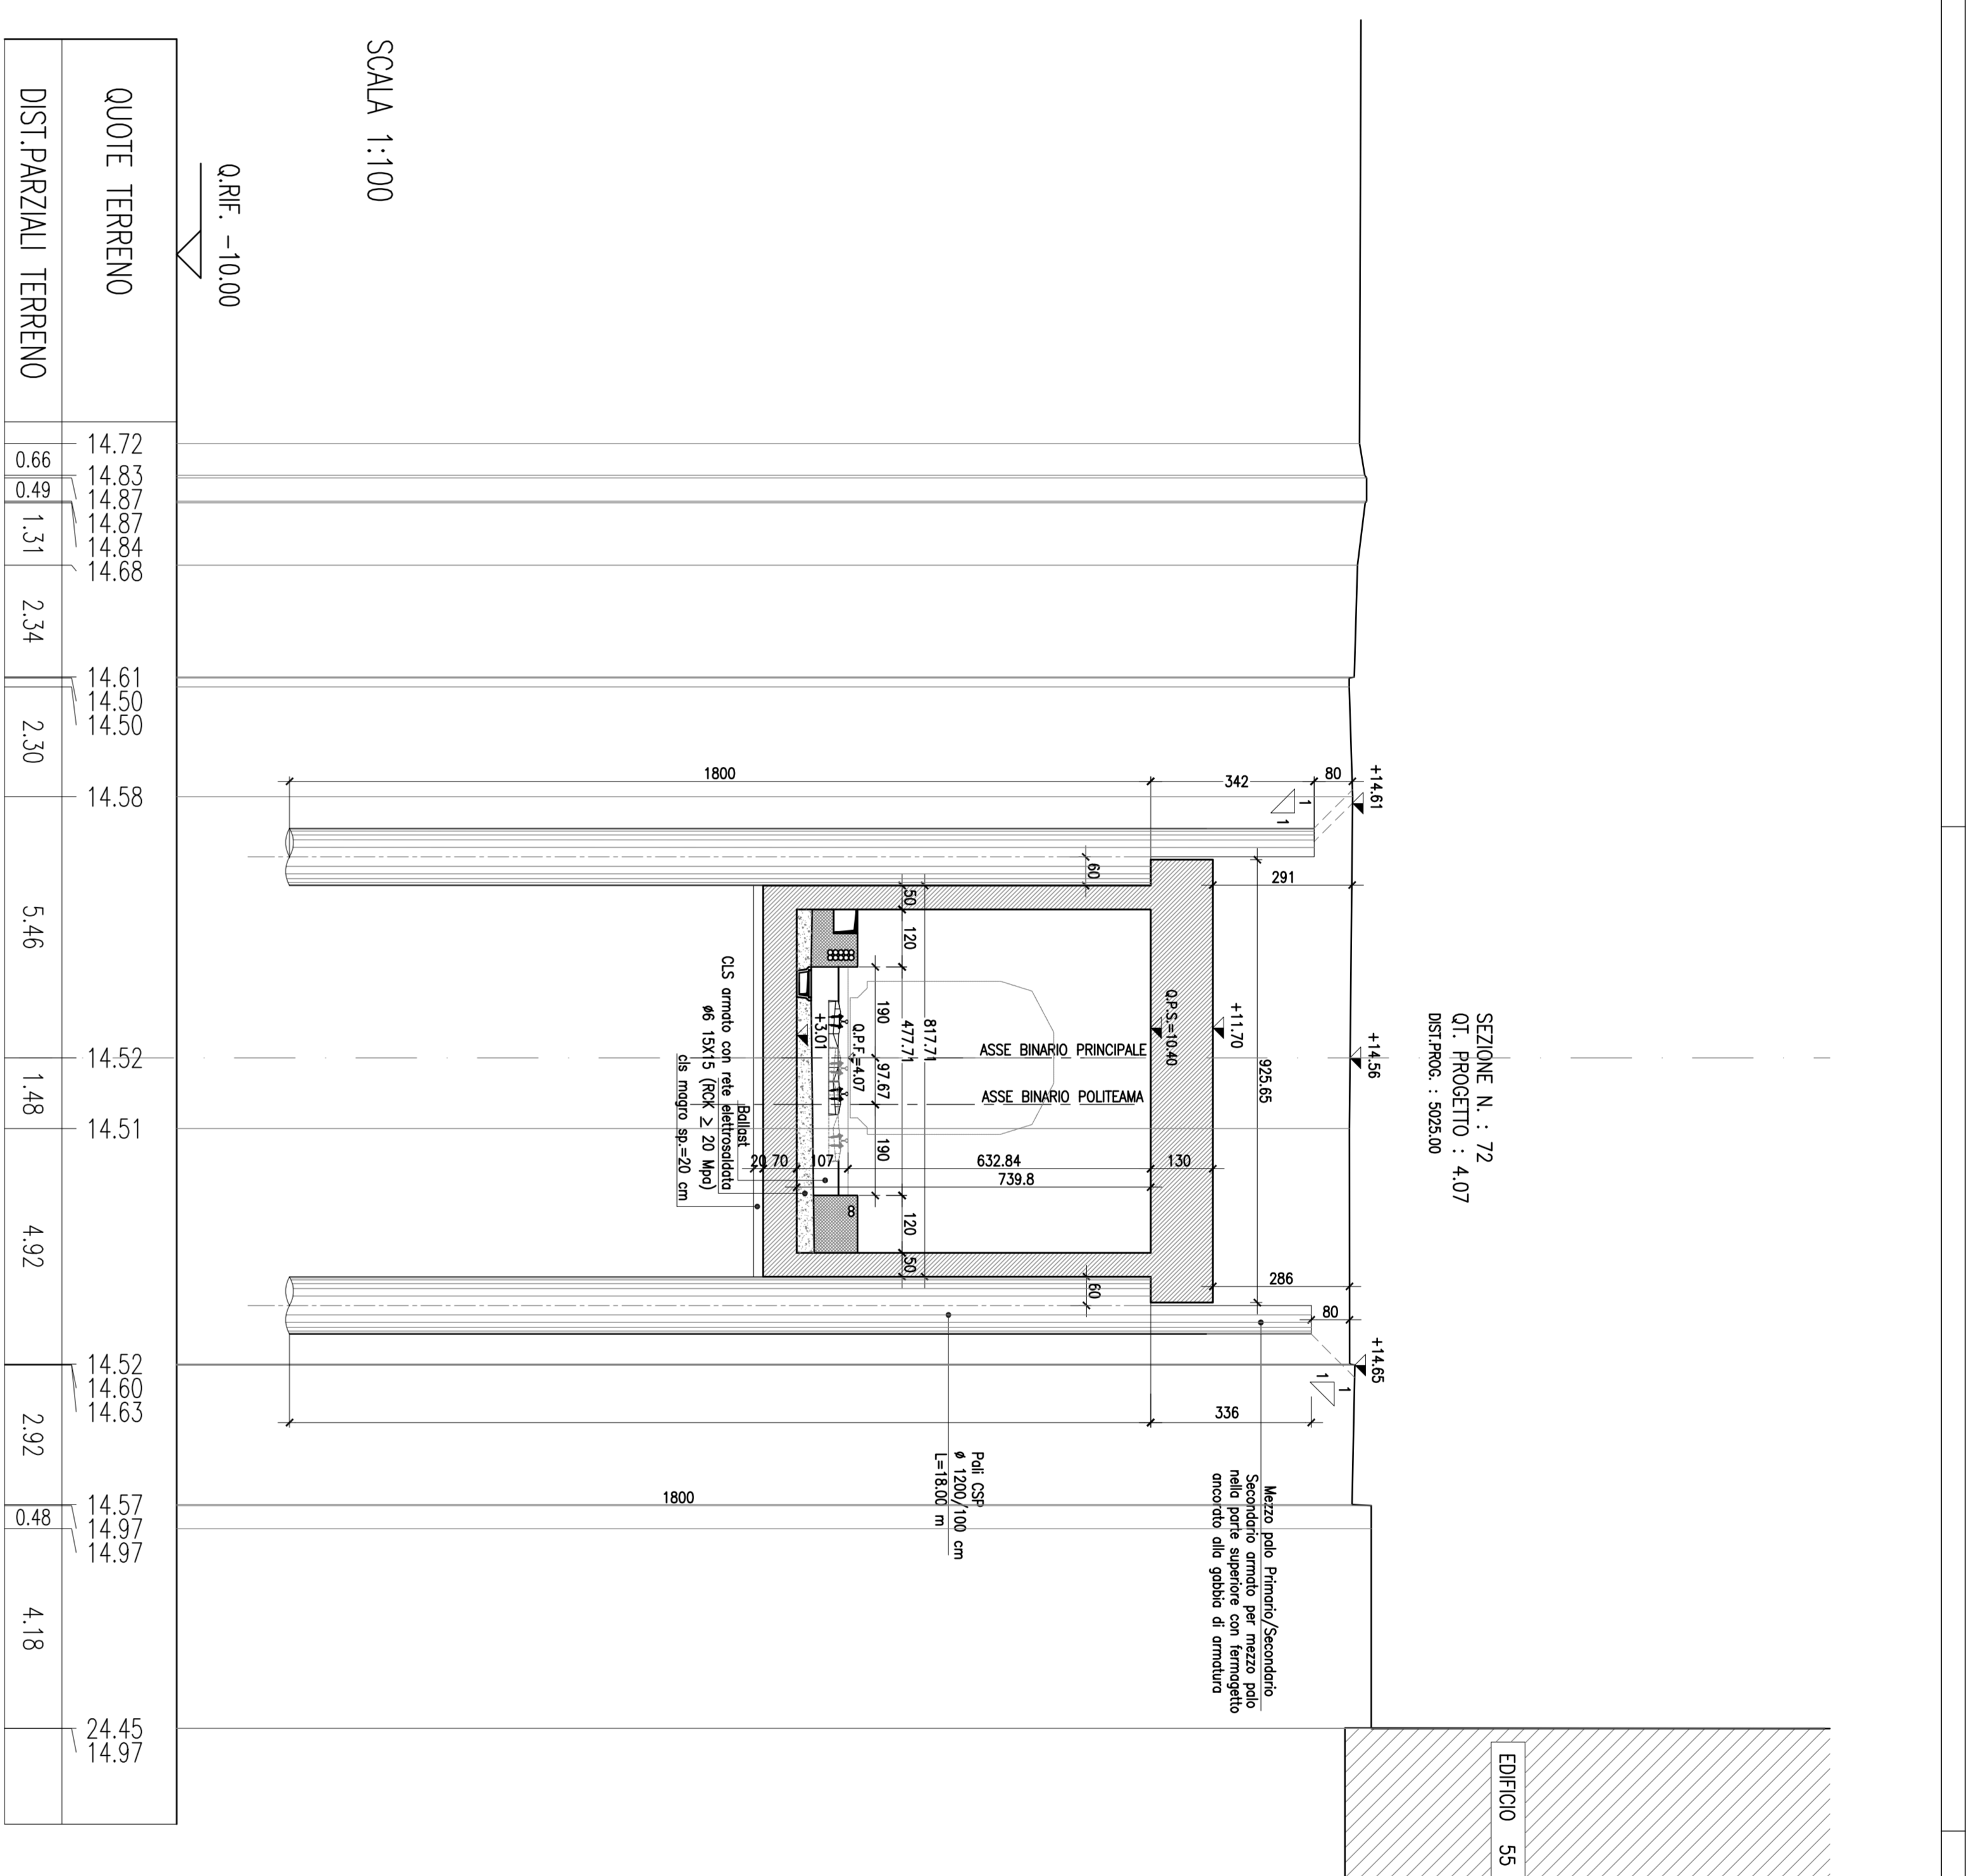 SEZIONE N. : 72
QT. PROGETTO : 4.07
DIST.PROG. : 5025.00
EDIFICIO 55
+14.61
+14.56
+14.65
80
342
1800
1
1
291
925.65
286
80
1
1
336
1800
+11.70
Q.P.S.=10.40
130
60
60
ASSE BINARIO PRINCIPALE
ASSE BINARIO POLITEAMA
632.84
739.8
817.71
50
120
477.71
120
50
190
97.67
190
Q.P.F.=4.07
+3.01
107
70
20
Ballast
CLS armato con rete elettrosaldata
ø6 15X15 (RCK ≥ 20 Mpa)
cls magro sp.=20 cm
Mezzo palo Primario/Secondario
Secondario armato per mezzo palo
nella parte superiore con fermagetto
ancorato alla gabbia di armatura
Pali CSP
ø 1200/100 cm
L=18.00 m
SCALA 1:100
Q.RIF. -10.00
QUOTE TERRENO
14.72
14.83
14.87
14.87
14.84
14.68
14.61
14.50
14.50
14.58
14.52
14.51
14.52
14.60
14.63
14.57
14.97
14.97
24.45
14.97
DIST.PARZIALI TERRENO
0.66
0.49
1.31
2.34
2.30
5.46
1.48
4.92
2.92
0.48
4.18